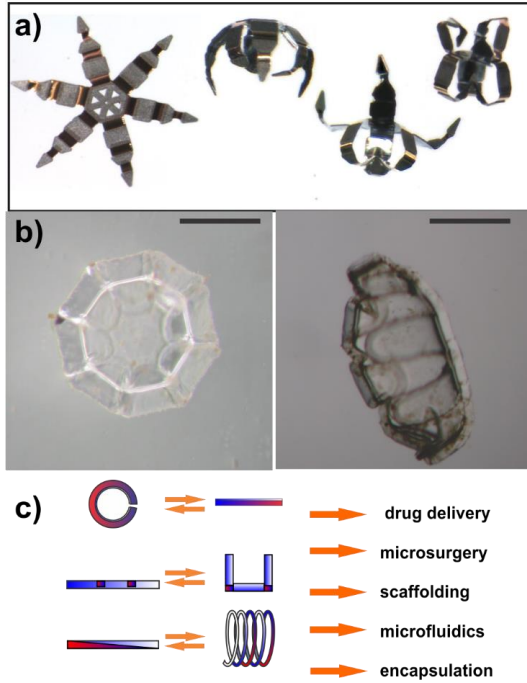 a)
b)
c)
drug delivery
microsurgery
scaffolding
microfluidics
encapsulation